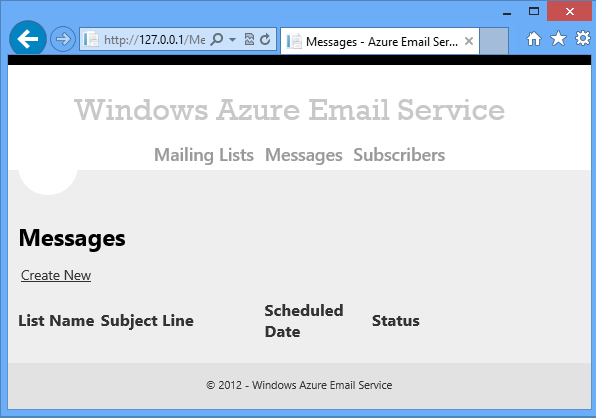 http://127.0.0.1/Me
Messages - Azure Email Ser...
Windows Azure Email Service
Mailing Lists Messages Subscribers
Messages
Create New
List Name Subject Line Scheduled Date Status
© 2012 - Windows Azure Email Service